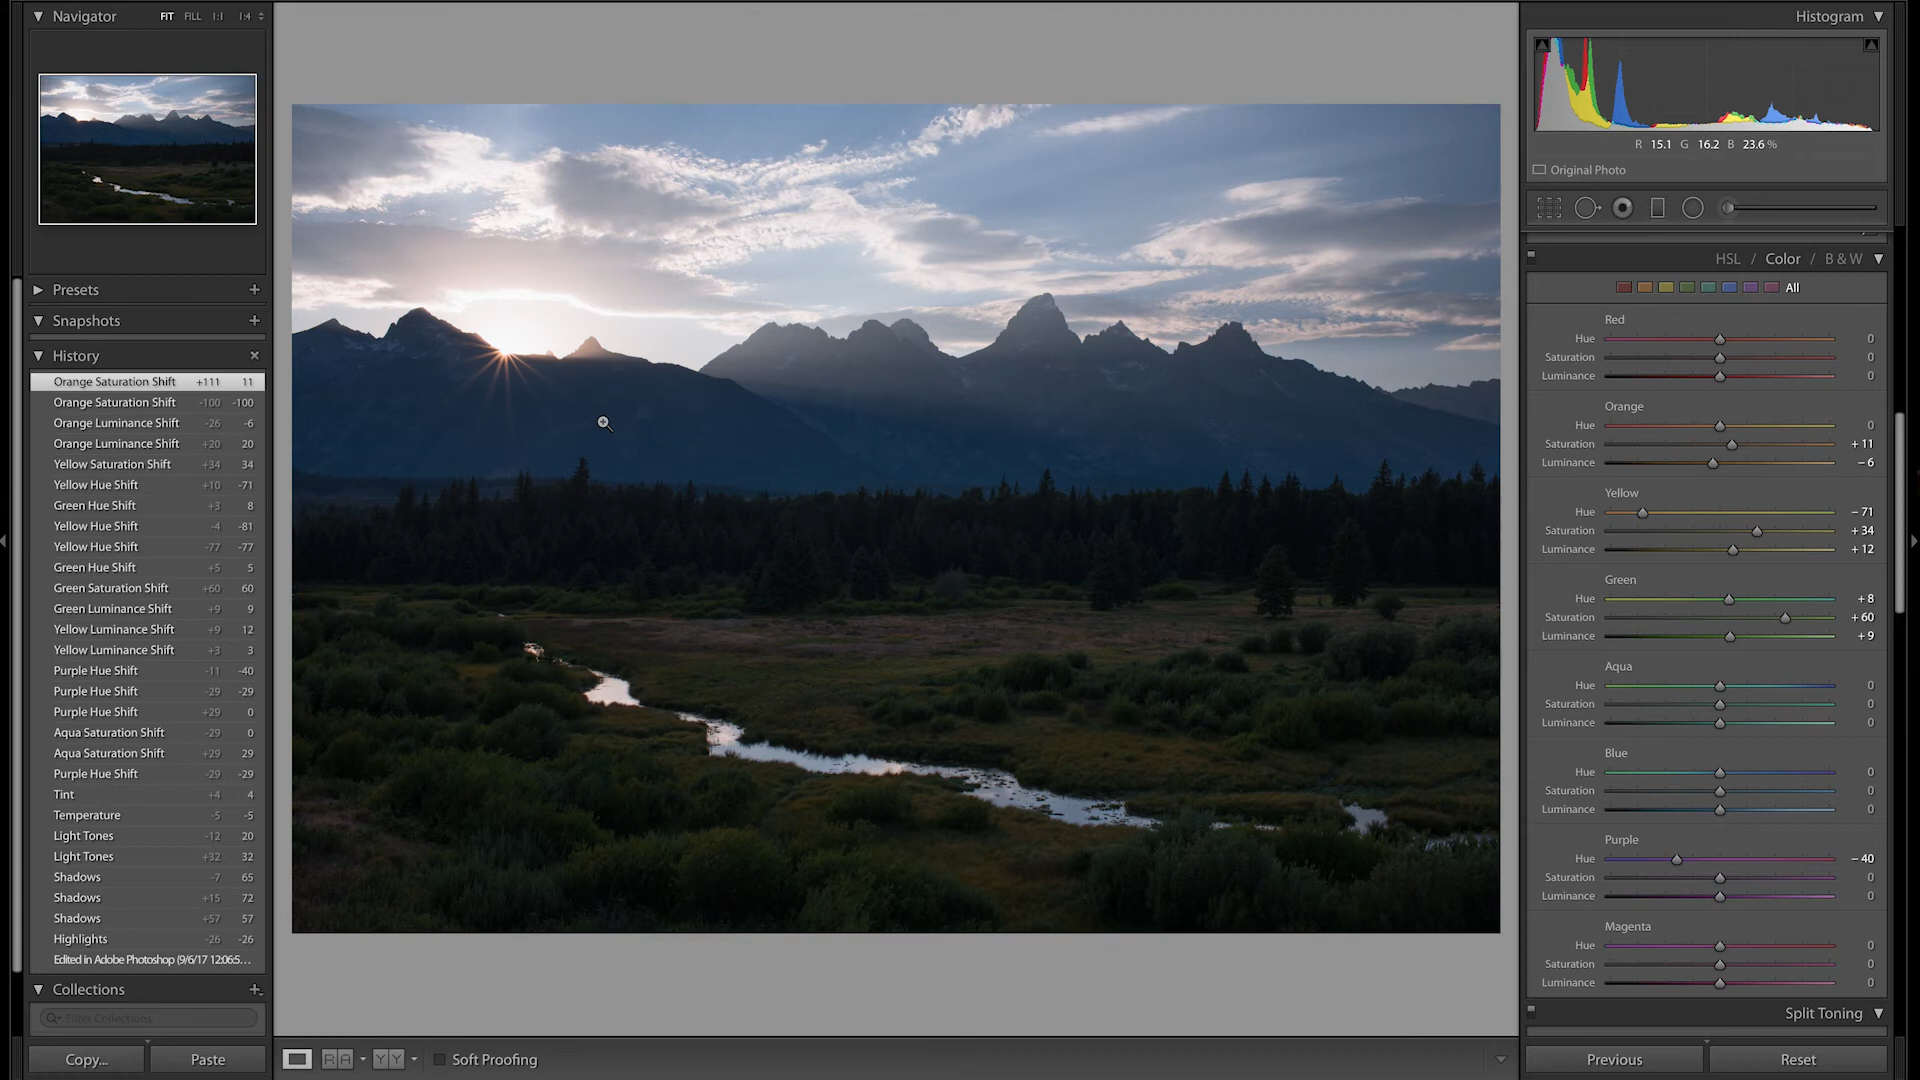 Navigator FIT FILL 1:1 1:4
Presets
Snapshots
History
Orange Saturation Shift +111 11
Orange Saturation Shift -100 -100
Orange Luminance Shift -26 -6
Orange Luminance Shift +20 20
Yellow Saturation Shift +34 34
Yellow Hue Shift +10 -71
Green Hue Shift +3 8
Yellow Hue Shift -4 -81
Yellow Hue Shift -77 -77
Green Hue Shift +5 5
Green Saturation Shift +60 60
Green Luminance Shift +9 9
Yellow Luminance Shift +9 12
Yellow Luminance Shift +3 3
Purple Hue Shift -11 -40
Purple Hue Shift -29 -29
Purple Hue Shift +29 0
Aqua Saturation Shift -29 0
Aqua Saturation Shift +29 29
Purple Hue Shift -29 -29
Tint +4 4
Temperature -5 -5
Light Tones -12 20
Light Tones +32 32
Shadows -7 65
Shadows +15 72
Shadows +57 57
Highlights -26 -26
Edited in Adobe Photoshop (9/6/17 12:06:5...
Collections
Filter Collections
Copy... Paste
R A Y Y Soft Proofing
Histogram
R 15.1 G 16.2 B 23.6 %
Original Photo
HSL / Color / B & W
All
Red
Hue 0
Saturation 0
Luminance 0
Orange
Hue 0
Saturation + 11
Luminance – 6
Yellow
Hue – 71
Saturation + 34
Luminance + 12
Green
Hue + 8
Saturation + 60
Luminance + 9
Aqua
Hue 0
Saturation 0
Luminance 0
Blue
Hue 0
Saturation 0
Luminance 0
Purple
Hue – 40
Saturation 0
Luminance 0
Magenta
Hue 0
Saturation 0
Luminance 0
Split Toning
Previous Reset